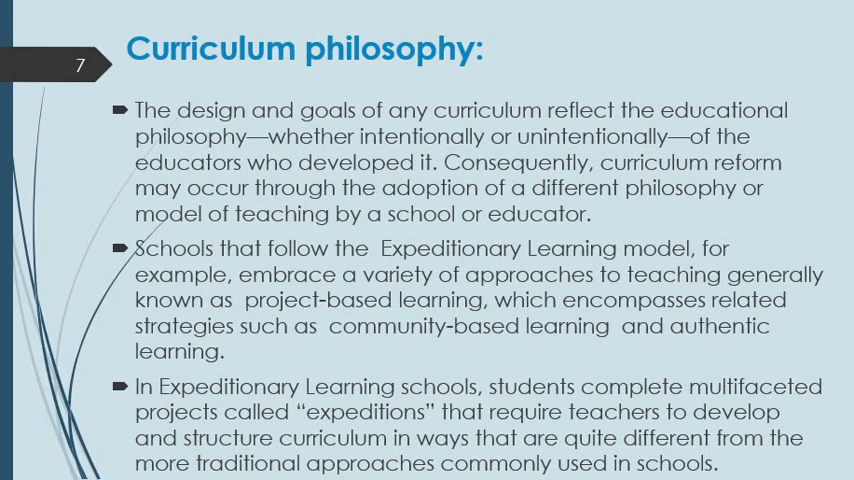 7
Curriculum philosophy:
The design and goals of any curriculum reflect the educational
philosophy—whether intentionally or unintentionally—of the
educators who developed it. Consequently, curriculum reform
may occur through the adoption of a different philosophy or
model of teaching by a school or educator.
Schools that follow the  Expeditionary Learning model, for
example, embrace a variety of approaches to teaching generally
known as  project-based learning, which encompasses related
strategies such as  community-based learning  and authentic
learning.
In Expeditionary Learning schools, students complete multifaceted
projects called “expeditions” that require teachers to develop
and structure curriculum in ways that are quite different from the
more traditional approaches commonly used in schools.